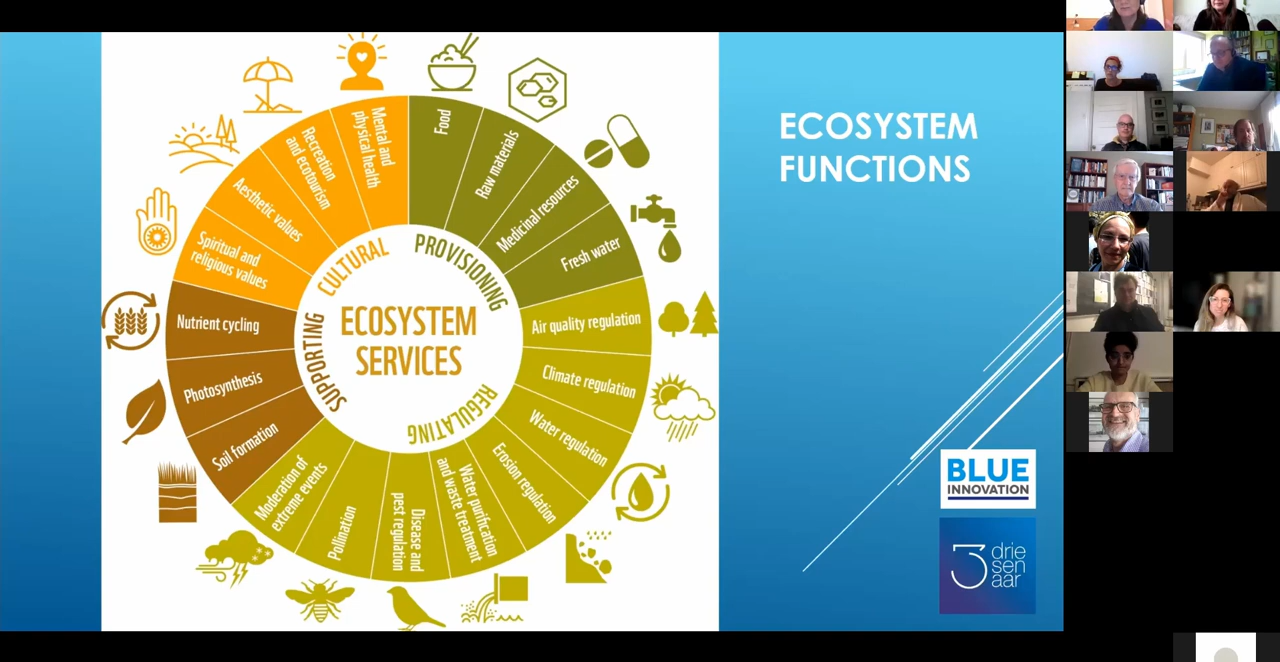 ECOSYSTEM
FUNCTIONS
ECOSYSTEM
SERVICES
PROVISIONING
Food
Raw materials
Medicinal resources
Fresh water
REGULATING
Air quality regulation
Climate regulation
Water regulation
Erosion regulation
Water purification
and waste treatment
Disease and
pest regulation
Pollination
Moderation of
extreme events
SUPPORTING
Soil formation
Photosynthesis
Nutrient cycling
CULTURAL
Spiritual and
religious values
Aesthetic values
Recreation
and ecotourism
Mental and
physical health
BLUE
INNOVATION
3 drie
sen
aar